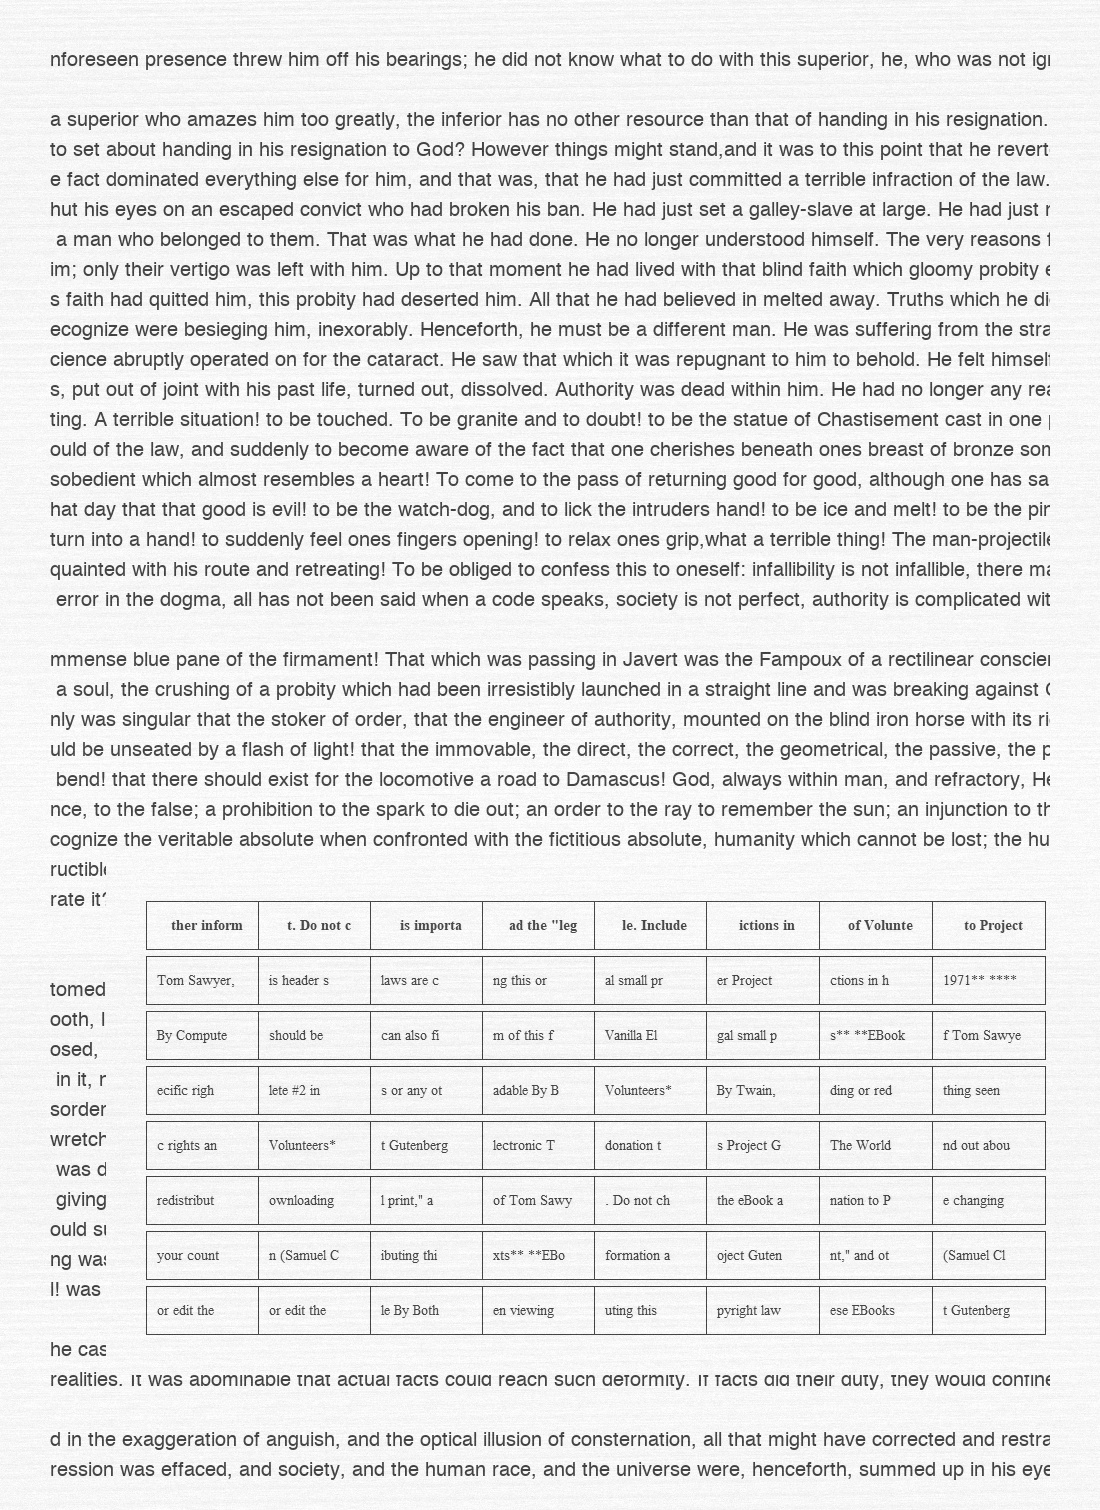 nforeseen presence threw him off his bearings; he did not know what to do with this superior, he, who was not
a superior who amazes him too greatly, the inferior has no other resource than that of handing in his resignation.
to set about handing in his resignation to God? However things might stand,and it was to this point that he revert
e fact dominated everything else for him, and that was, that he had just committed a terrible infraction of the law.
hut his eyes on an escaped convict who had broken his ban. He had just set a galley-slave at large. He had just
a man who belonged to them. That was what he had done. He no longer understood himself. The very reasons
im; only their vertigo was left with him. Up to that moment he had lived with that blind faith which gloomy probity
s faith had quitted him, this probity had deserted him. All that he had believed in melted away. Truths which he
ecognize were besieging him, inexorably. Henceforth, he must be a different man. He was suffering from the stra
cience abruptly operated on for the cataract. He saw that which it was repugnant to him to behold. He felt
s, put out of joint with his past life, turned out, dissolved. Authority was dead within him. He had no longer any rea
ting. A terrible situation! to be touched. To be granite and to doubt! to be the statue of Chastisement cast in one
ould of the law, and suddenly to become aware of the fact that one cherishes beneath ones breast of bronze som
sobedient which almost resembles a heart! To come to the pass of returning good for good, although one has sa
hat day that that good is evil! to be the watch-dog, and to lick the intruders hand! to be ice and melt! to be the
turn into a hand! to suddenly feel ones fingers opening! to relax ones grip,what a terrible thing! The man-projectile
quainted with his route and retreating! To be obliged to confess this to oneself: infallibility is not infallible, there ma
error in the dogma, all has not been said when a code speaks, society is not perfect, authority is complicated wit
mmense blue pane of the firmament! That which was passing in Javert was the Fampoux of a rectilinear conscien
a soul, the crushing of a probity which had been irresistibly launched in a straight line and was breaking against
nly was singular that the stoker of order, that the engineer of authority, mounted on the blind iron horse with its
uld be unseated by a flash of light! that the immovable, the direct, the correct, the geometrical, the passive, the
bend! that there should exist for the locomotive a road to Damascus! God, always within man, and refractory, He
nce, to the false; a prohibition to the spark to die out; an order to the ray to remember the sun; an injunction to
cognize the veritable absolute when confronted with the fictitious absolute, humanity which cannot be lost; the hu
ructible
rate it?
ther inform t. Do not c is importa ad the "leg le. Include ictions in of Volunte to Project
Tom Sawyer, is header s laws are c ng this or al small pr er Project ctions in h 1971** ****
By Compute should be can also fi m of this f Vanilla El gal small p s** **EBook f Tom Sawye
ecific righ lete #2 in s or any ot adable By B Volunteers* By Twain, ding or red thing seen
c rights an Volunteers* t Gutenberg lectronic T donation t s Project G The World nd out abou
redistribut ownloading l print," a of Tom Sawy . Do not ch the eBook a nation to P e changing
your count n (Samuel C ibuting thi xts** **EBo formation a oject Guten nt," and ot (Samuel Cl
or edit the or edit the le By Both en viewing uting this pyright law ese EBooks t Gutenberg
tomed
ooth, I
osed,
in it,
sorder
wretch
was d
giving
ould
ng was
l! was
he cas
realities. It was abominable that actual facts could reach such deformity. If facts did their duty, they would confine
d in the exaggeration of anguish, and the optical illusion of consternation, all that might have corrected and restra
ression was effaced, and society, and the human race, and the universe were, henceforth, summed up in his eye